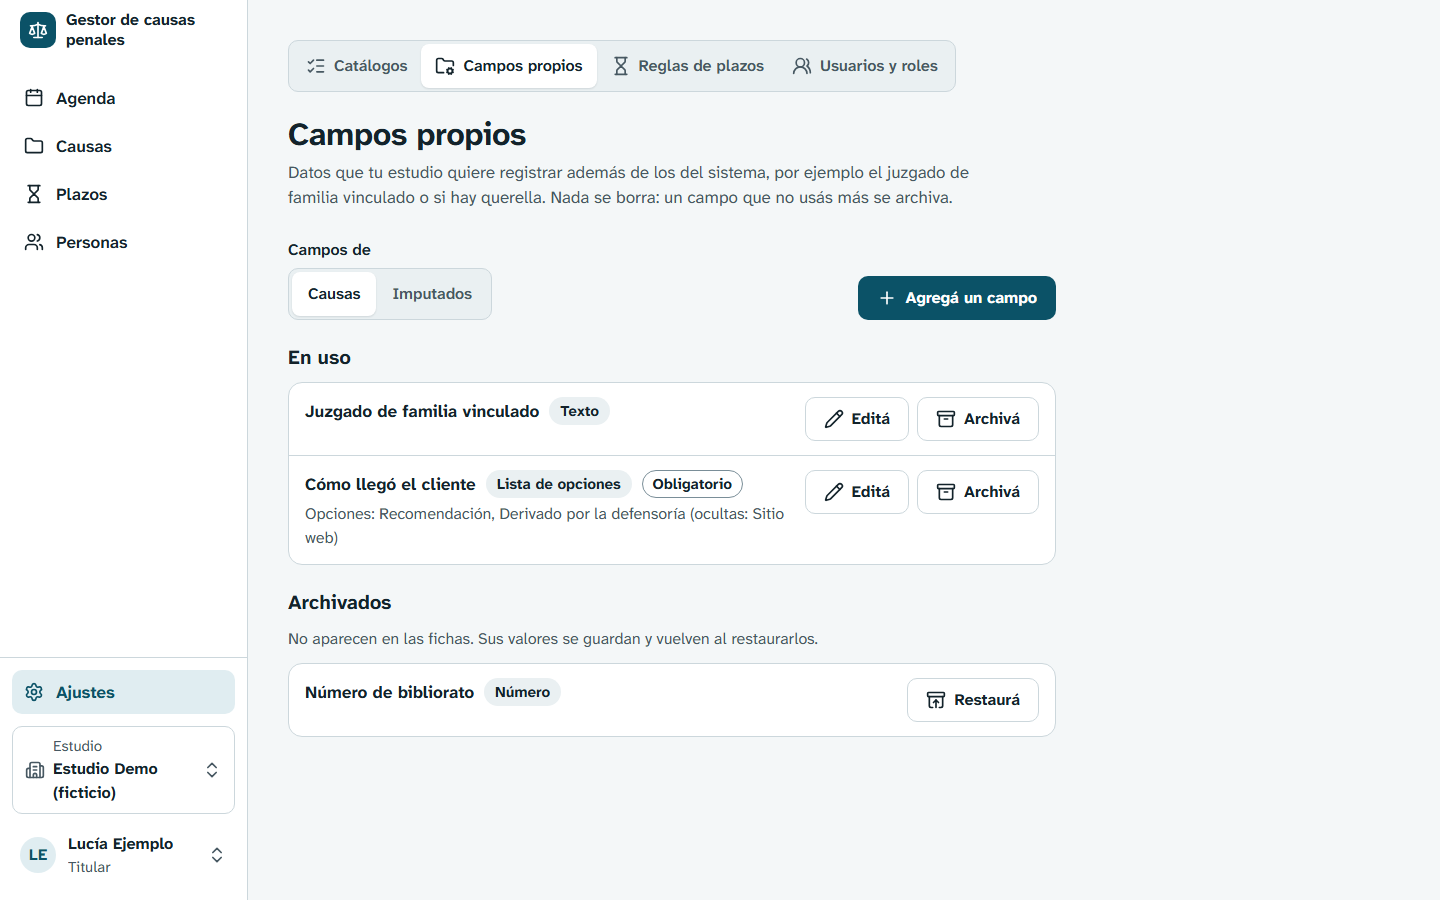 Gestor de causas
penales
Agenda
Causas
Plazos
Personas
Ajustes
Estudio
Estudio Demo
(ficticio)
LE
Lucía Ejemplo
Titular
Catálogos
Campos propios
Reglas de plazos
Usuarios y roles
Campos propios
Datos que tu estudio quiere registrar además de los del sistema, por ejemplo el juzgado de
familia vinculado o si hay querella. Nada se borra: un campo que no usás más se archiva.
Campos de
Causas
Imputados
Agregá un campo
En uso
Juzgado de familia vinculado
Texto
Editá
Archivá
Cómo llegó el cliente
Lista de opciones
Obligatorio
Editá
Archivá
Opciones: Recomendación, Derivado por la defensoría (ocultas: Sitio
web)
Archivados
No aparecen en las fichas. Sus valores se guardan y vuelven al restaurarlos.
Número de bibliorato
Número
Restaurá